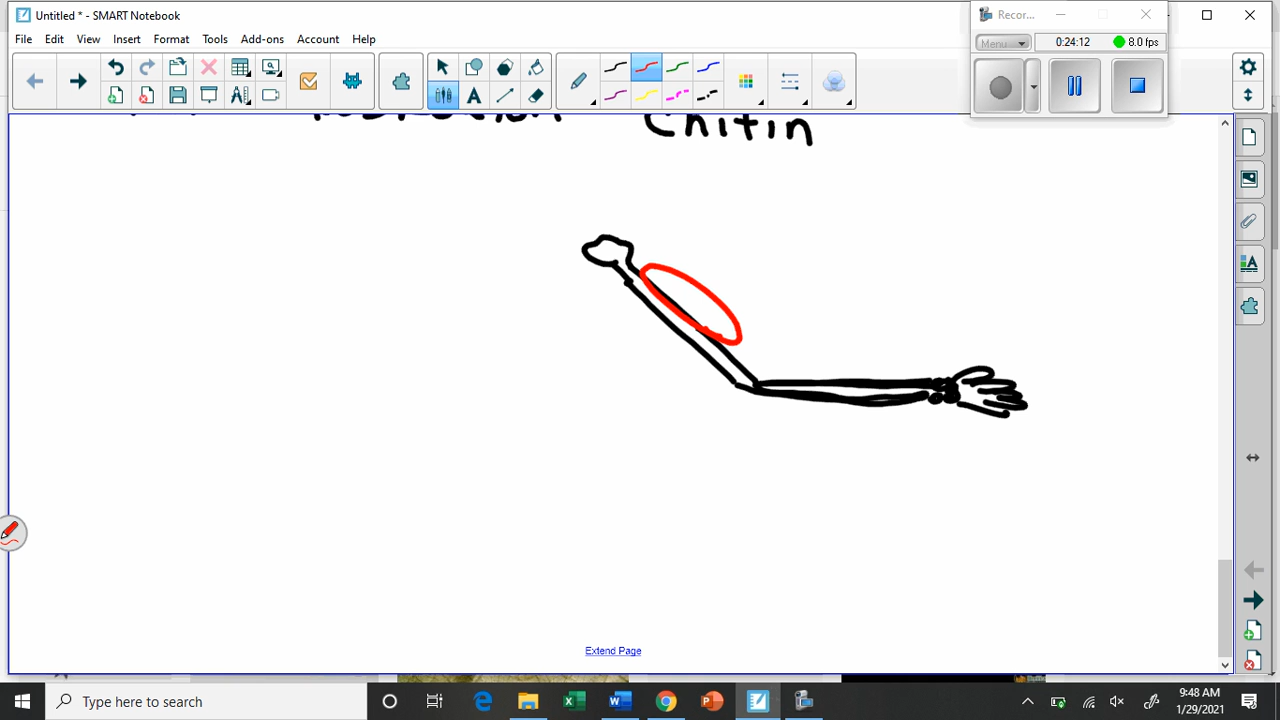 Untitled * - SMART Notebook
Recor...
File Edit View Insert Format Tools Add-ons Account Help
Menu
0:24:12
8.0 fps
Chitin
Extend Page
Type here to search
9:48 AM
1/29/2021